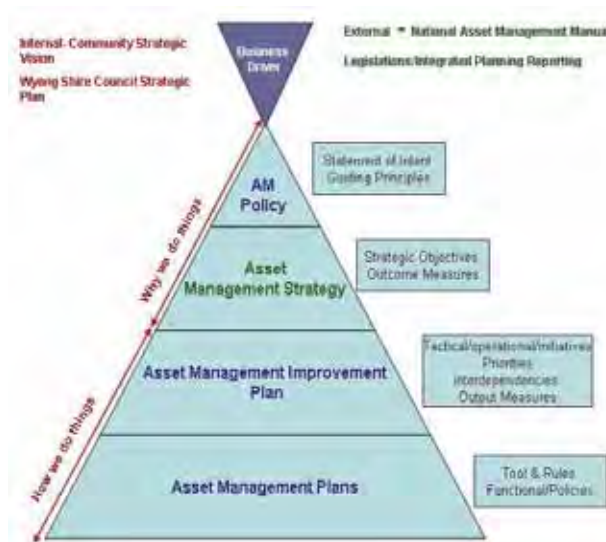 Internal- Community Strategic
Vision
Wyong Shire Council Strategic
Plan
Business
Driver
External - National Asset Management Manual
Legislations/Integrated Planning Reporting
Why we do things
How we do things
AM
Policy
Statement of Intent
Guiding Principles
Asset
Management Strategy
Strategic Objectives
Outcome Measures
Asset Management Improvement
Plan
Tactical/operational/initiatives
Priorities
Interdependencies
Output Measures
Asset Management Plans
Tool & Rules
Functional/Policies